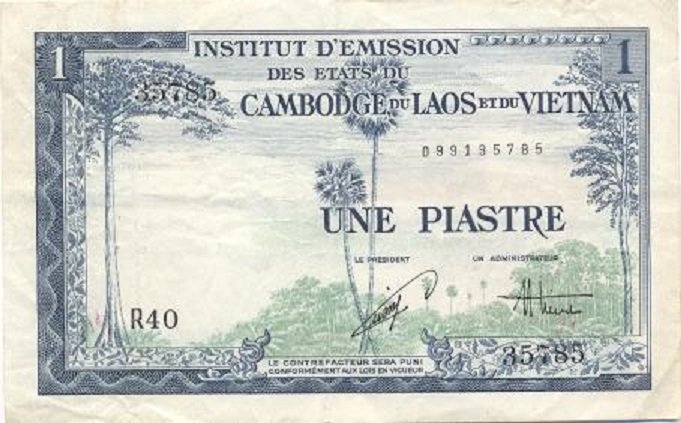 1 INSTITUT D'EMISSION 1
DES ETATS DU
35785
CAMBODGE DU LAOS ET DU VIETNAM
099135785
UNE PIASTRE
LE PRÉSIDENT UN ADMINISTRATEUR
R40
35785
LE CONTREFACTEUR SERA PUNI
CONFORMÉMENT AUX LOIS EN VIGUEUR